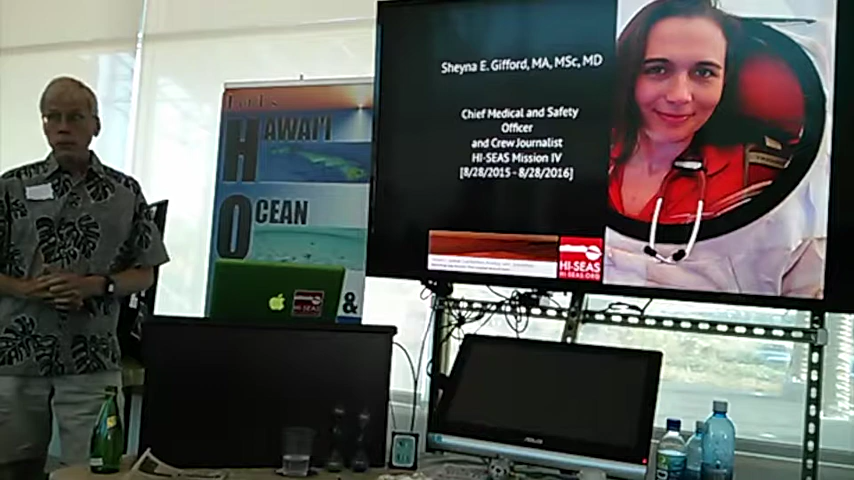 Sheyna E. Gifford, MA, MSc, MD
Chief Medical and Safety
Officer
and Crew Journalist
HI-SEAS Mission IV
[8/28/2015 - 8/28/2016]
HI-SEAS
HI-SEAS.ORG
HAWAI'I
OCEAN
&
HI-SEAS
ASUS